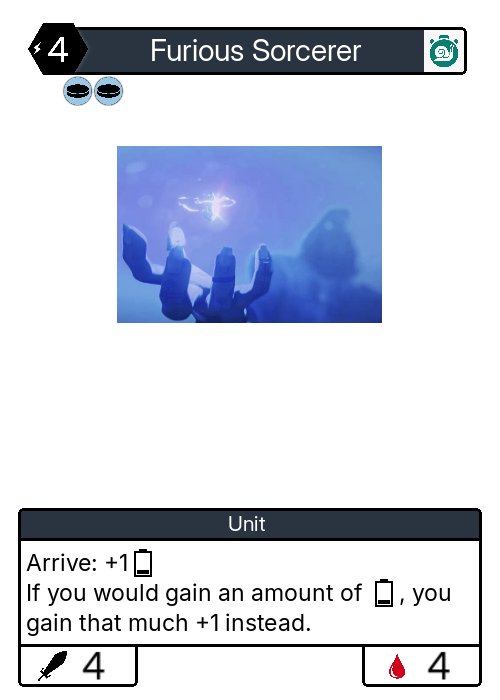 4 Furious Sorcerer
Unit
Arrive: +1
If you would gain an amount of , you
gain that much +1 instead.
4 4